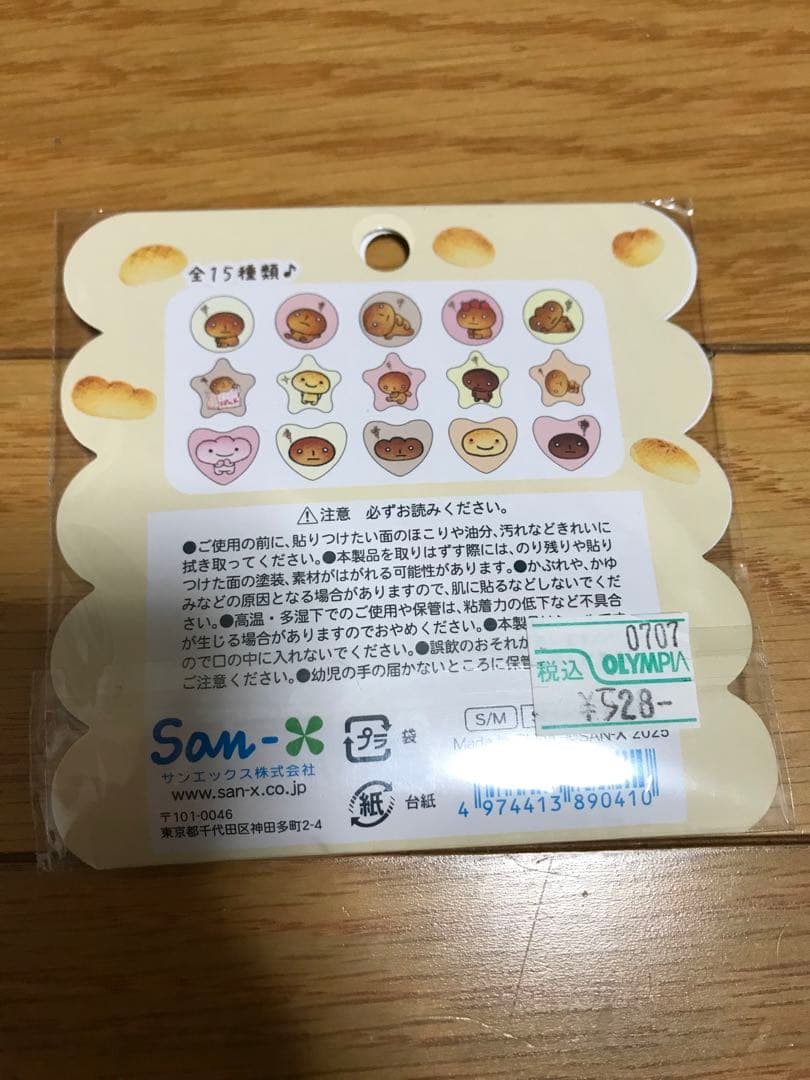 全15種類♪
⚠注意 必ずお読みください。
●ご使用の前に、貼りつけたい面のほこりや油分、汚れなどきれいに
拭き取ってください。●本製品を取りはずす際には、のり残りや貼り
つけた面の塗装、素材がはがれる可能性があります。●かぶれや、かゆ
みなどの原因となる場合がありますので、肌に貼るなどしないでくだ
さい。●高温・多湿下でのご使用や保管は、粘着力の低下など不具合
が生じる場合がありますのでおやめください。●本製
ので口の中に入れないでください。●誤飲のおそれが
ご注意ください。●幼児の手の届かないところに保管
0707
税込 OLYMPIA
¥528-
San-X
サンエックス株式会社
www.san-x.co.jp
〒101-0046
東京都千代田区神田多町2-4
プラ 袋
紙 台紙
S/M
Made SAN-X 2025
4 974413 890410